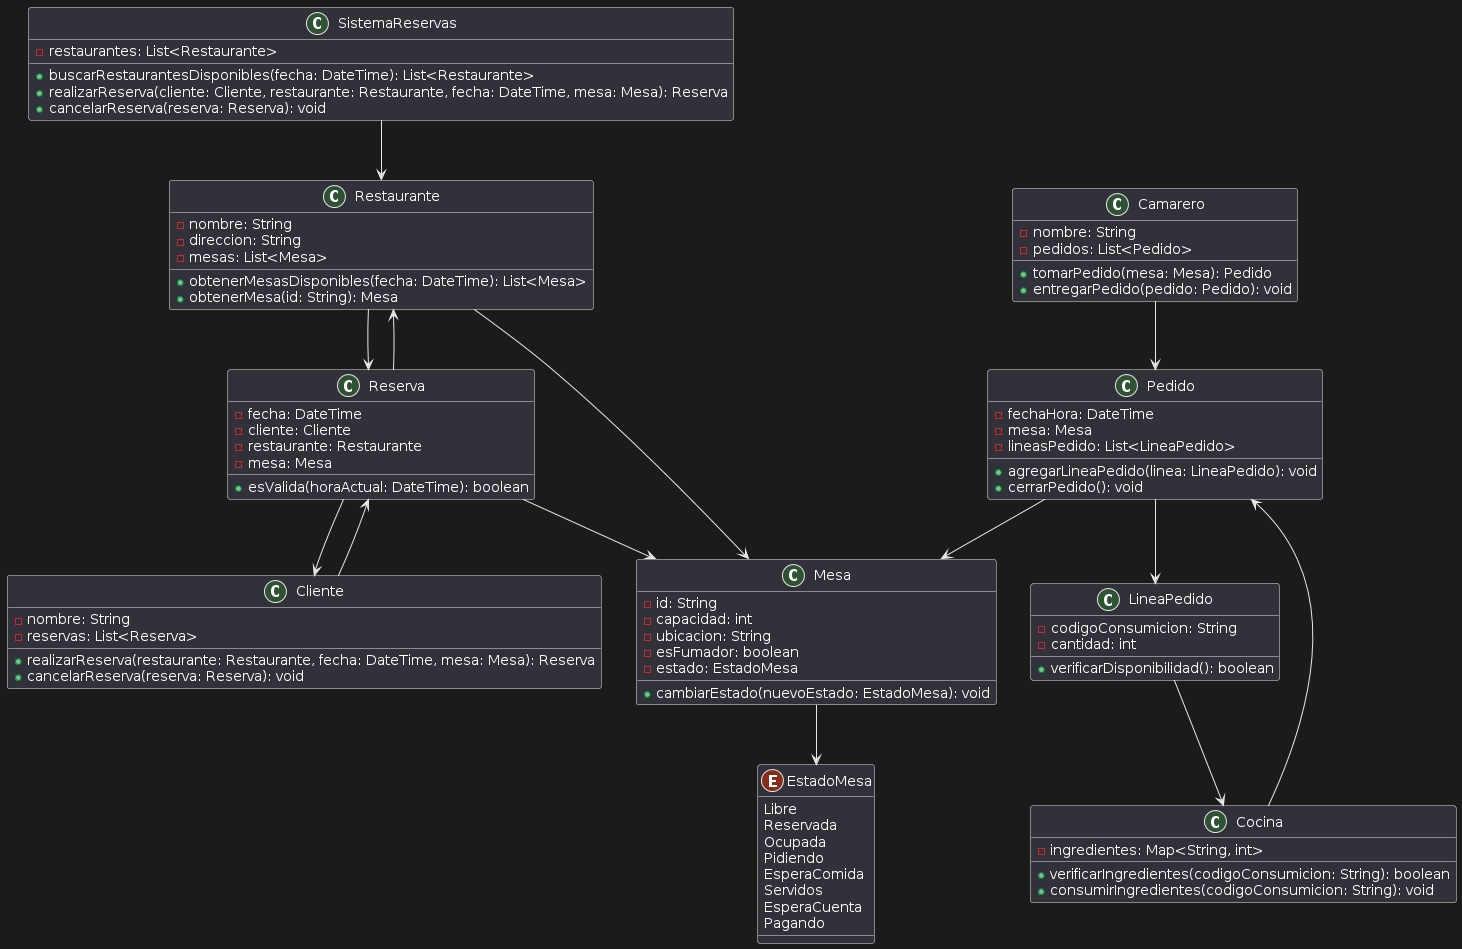 C SistemaReservas
restaurantes: List<Restaurante>
buscarRestaurantesDisponibles(fecha: DateTime): List<Restaurante>
realizarReserva(cliente: Cliente, restaurante: Restaurante, fecha: DateTime, mesa: Mesa): Reserva
cancelarReserva(reserva: Reserva): void
C Restaurante
nombre: String
direccion: String
mesas: List<Mesa>
obtenerMesasDisponibles(fecha: DateTime): List<Mesa>
obtenerMesa(id: String): Mesa
C Camarero
nombre: String
pedidos: List<Pedido>
tomarPedido(mesa: Mesa): Pedido
entregarPedido(pedido: Pedido): void
C Reserva
fecha: DateTime
cliente: Cliente
restaurante: Restaurante
mesa: Mesa
esValida(horaActual: DateTime): boolean
C Pedido
fechaHora: DateTime
mesa: Mesa
lineasPedido: List<LineaPedido>
agregarLineaPedido(linea: LineaPedido): void
cerrarPedido(): void
C Cliente
nombre: String
reservas: List<Reserva>
realizarReserva(restaurante: Restaurante, fecha: DateTime, mesa: Mesa): Reserva
cancelarReserva(reserva: Reserva): void
C Mesa
id: String
capacidad: int
ubicacion: String
esFumador: boolean
estado: EstadoMesa
cambiarEstado(nuevoEstado: EstadoMesa): void
C LineaPedido
codigoConsumicion: String
cantidad: int
verificarDisponibilidad(): boolean
E EstadoMesa
Libre
Reservada
Ocupada
Pidiendo
EsperaComida
Servidos
EsperaCuenta
Pagando
C Cocina
ingredientes: Map<String, int>
verificarIngredientes(codigoConsumicion: String): boolean
consumirIngredientes(codigoConsumicion: String): void